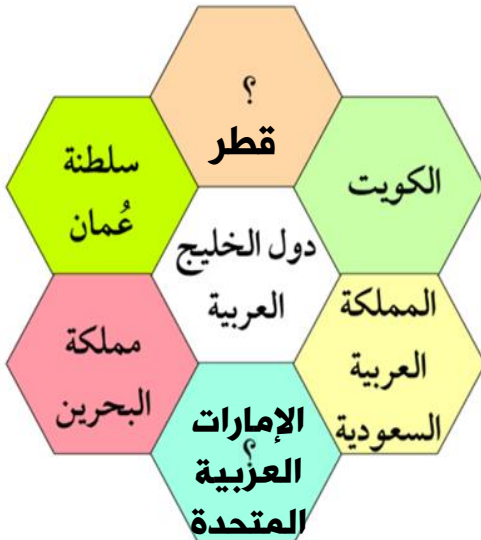 ؟
قطر
الكويت
سلطنة
عُمان
دول الخليج
العربية
المملكة
العربية
السعودية
مملكة
البحرين
الإمارات
؟
العربية
المتحدة